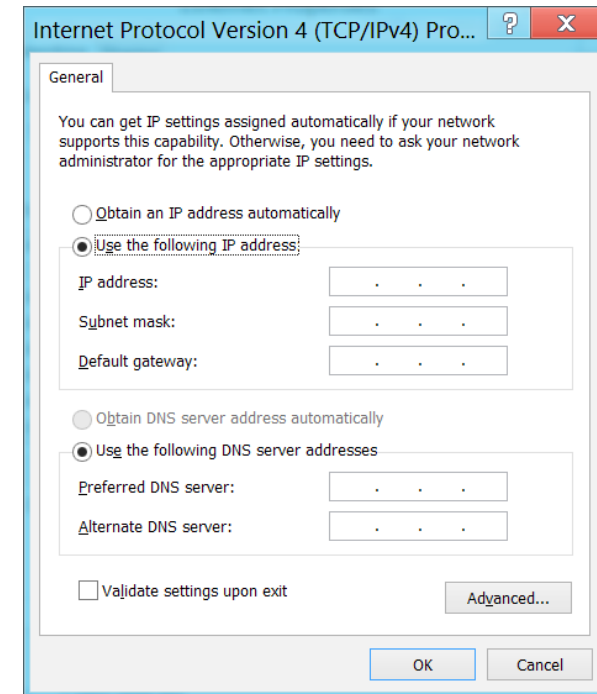 Internet Protocol Version 4 (TCP/IPv4) Pro...
General
You can get IP settings assigned automatically if your network
supports this capability. Otherwise, you need to ask your network
administrator for the appropriate IP settings.
Obtain an IP address automatically
Use the following IP address:
IP address:
Subnet mask:
Default gateway:
Obtain DNS server address automatically
Use the following DNS server addresses
Preferred DNS server:
Alternate DNS server:
Validate settings upon exit
Advanced...
OK Cancel